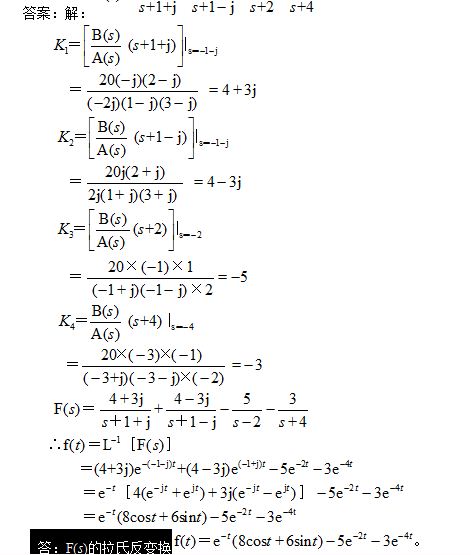 s+1+j  s+1−j  s+2  s+4
答案：解：
K₁=[B(s)/A(s) (s+1+j)]|s=−1−j
= 20(−j)(2−j)/((−2j)(1−j)(3−j)) = 4+3j
K₂=[B(s)/A(s) (s+1−j)]|s=−1−j
= 20j(2+j)/(2j(1+j)(3+j)) = 4−3j
K₃=[B(s)/A(s) (s+2)]|s=−2
= 20×(−1)×1/((−1+j)(−1−j)×2) = −5
K₄= B(s)/A(s) (s+4) |s=−4
= 20×(−3)×(−1)/((−3+j)(−3−j)×(−2)) = −3
F(s)= (4+3j)/(s+1+j) + (4−3j)/(s+1−j) − 5/(s−2) − 3/(s+4)
∴f(t)=L⁻¹［F(s)］
=(4+3j)e^(−(1−j)t)+(4−3j)e^((−1+j)t)−5e^(−2t)−3e^(−4t)
=e^(−t)［4(e^(−jt)+e^(jt))+3j(e^(−jt)−e^(jt))］−5e^(−2t)−3e^(−4t)
=e^(−t)(8cost+6sint)−5e^(−2t)−3e^(−4t)
答：F(s)的拉氏反变换f(t)=e^(−t)(8cost+6sint)−5e^(−2t)−3e^(−4t)。